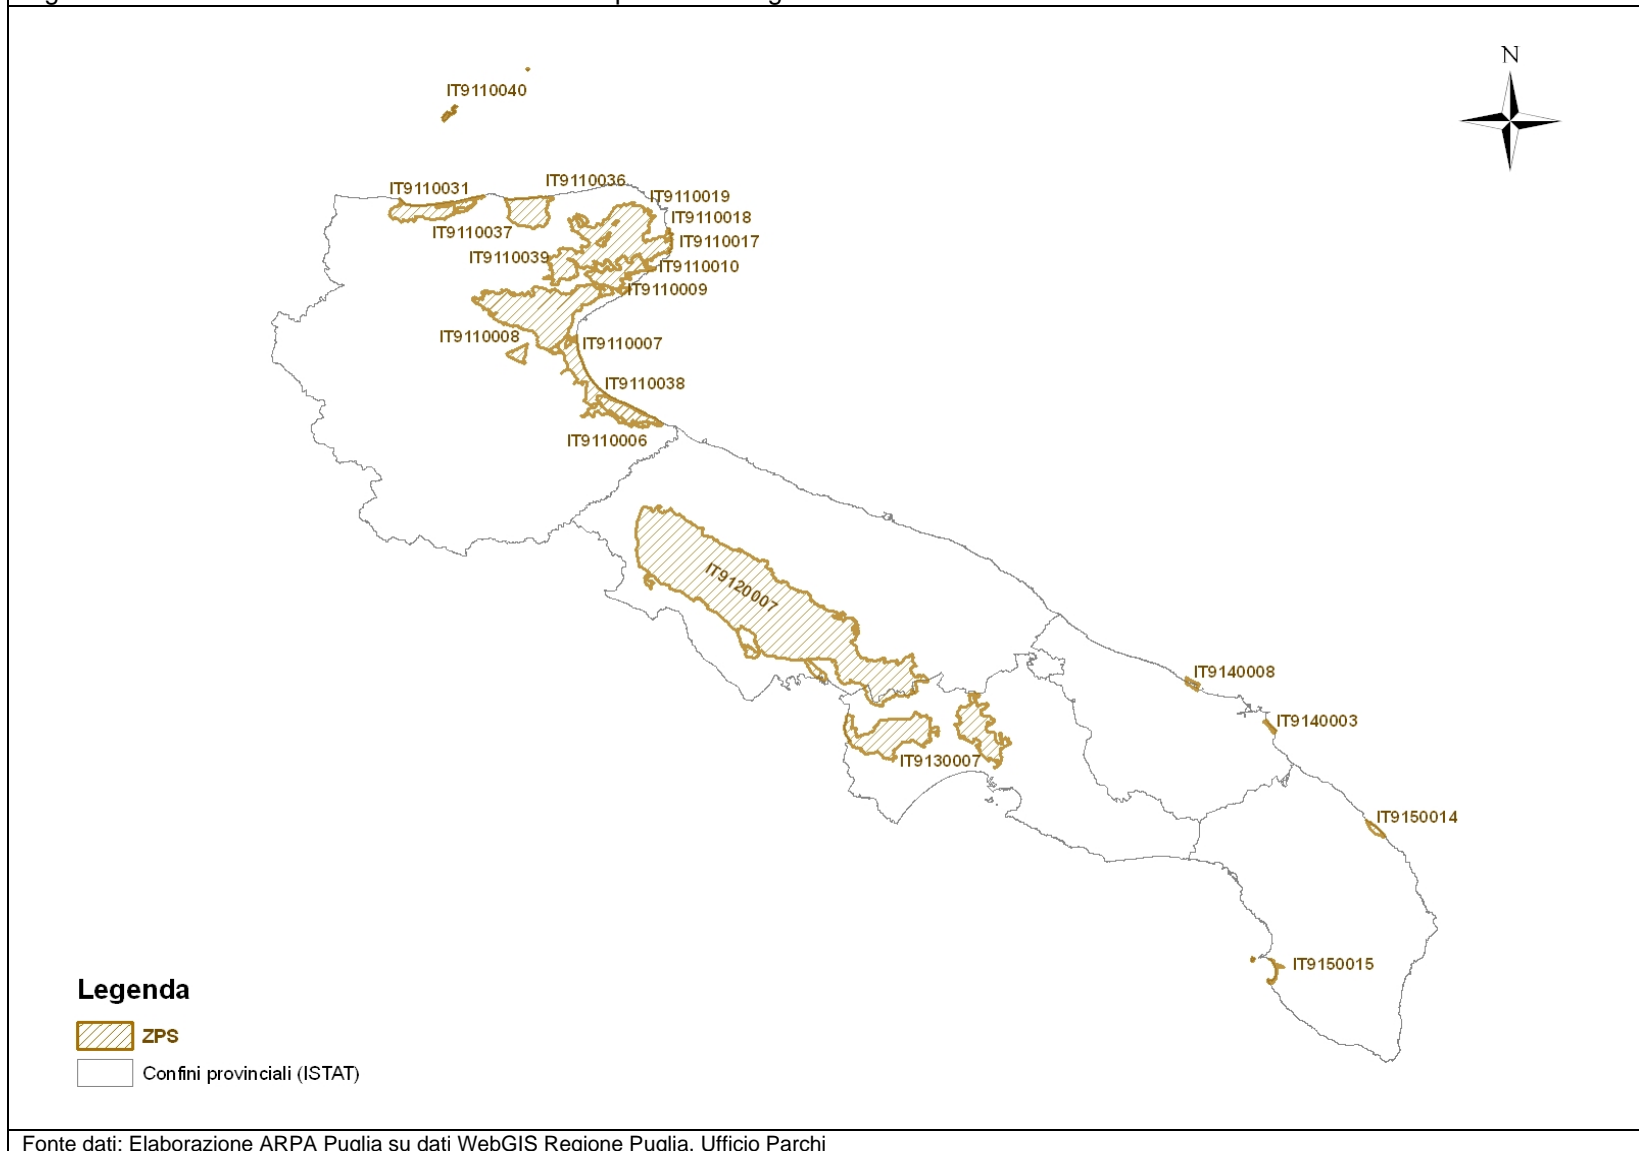 N
IT9110040
IT9110031
IT9110036
IT9110019
IT9110018
IT9110037
IT9110017
IT9110039
IT9110010
IT9110009
IT9110008
IT9110007
IT9110038
IT9110006
IT9120007
IT9140008
IT9140003
IT9130007
IT9150014
IT9150015
Legenda
ZPS
Confini provinciali (ISTAT)
Fonte dati: Elaborazione ARPA Puglia su dati WebGIS Regione Puglia, Ufficio Parchi